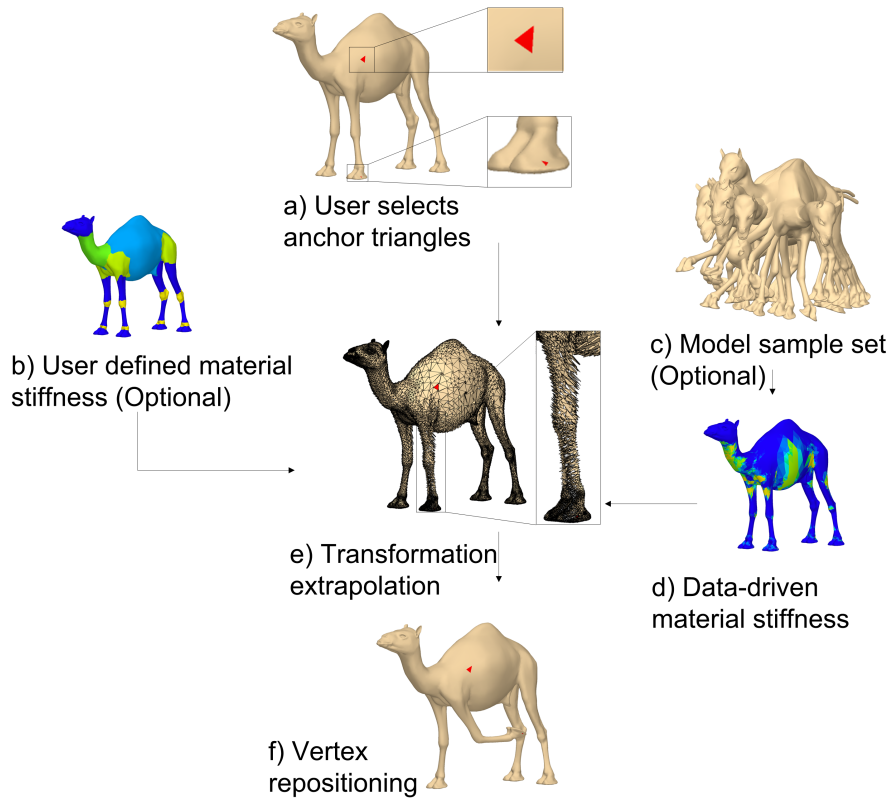 a) User selects
anchor triangles
b) User defined material
stiffness (Optional)
c) Model sample set
(Optional)
d) Data-driven
material stiffness
e) Transformation
extrapolation
f) Vertex
repositioning